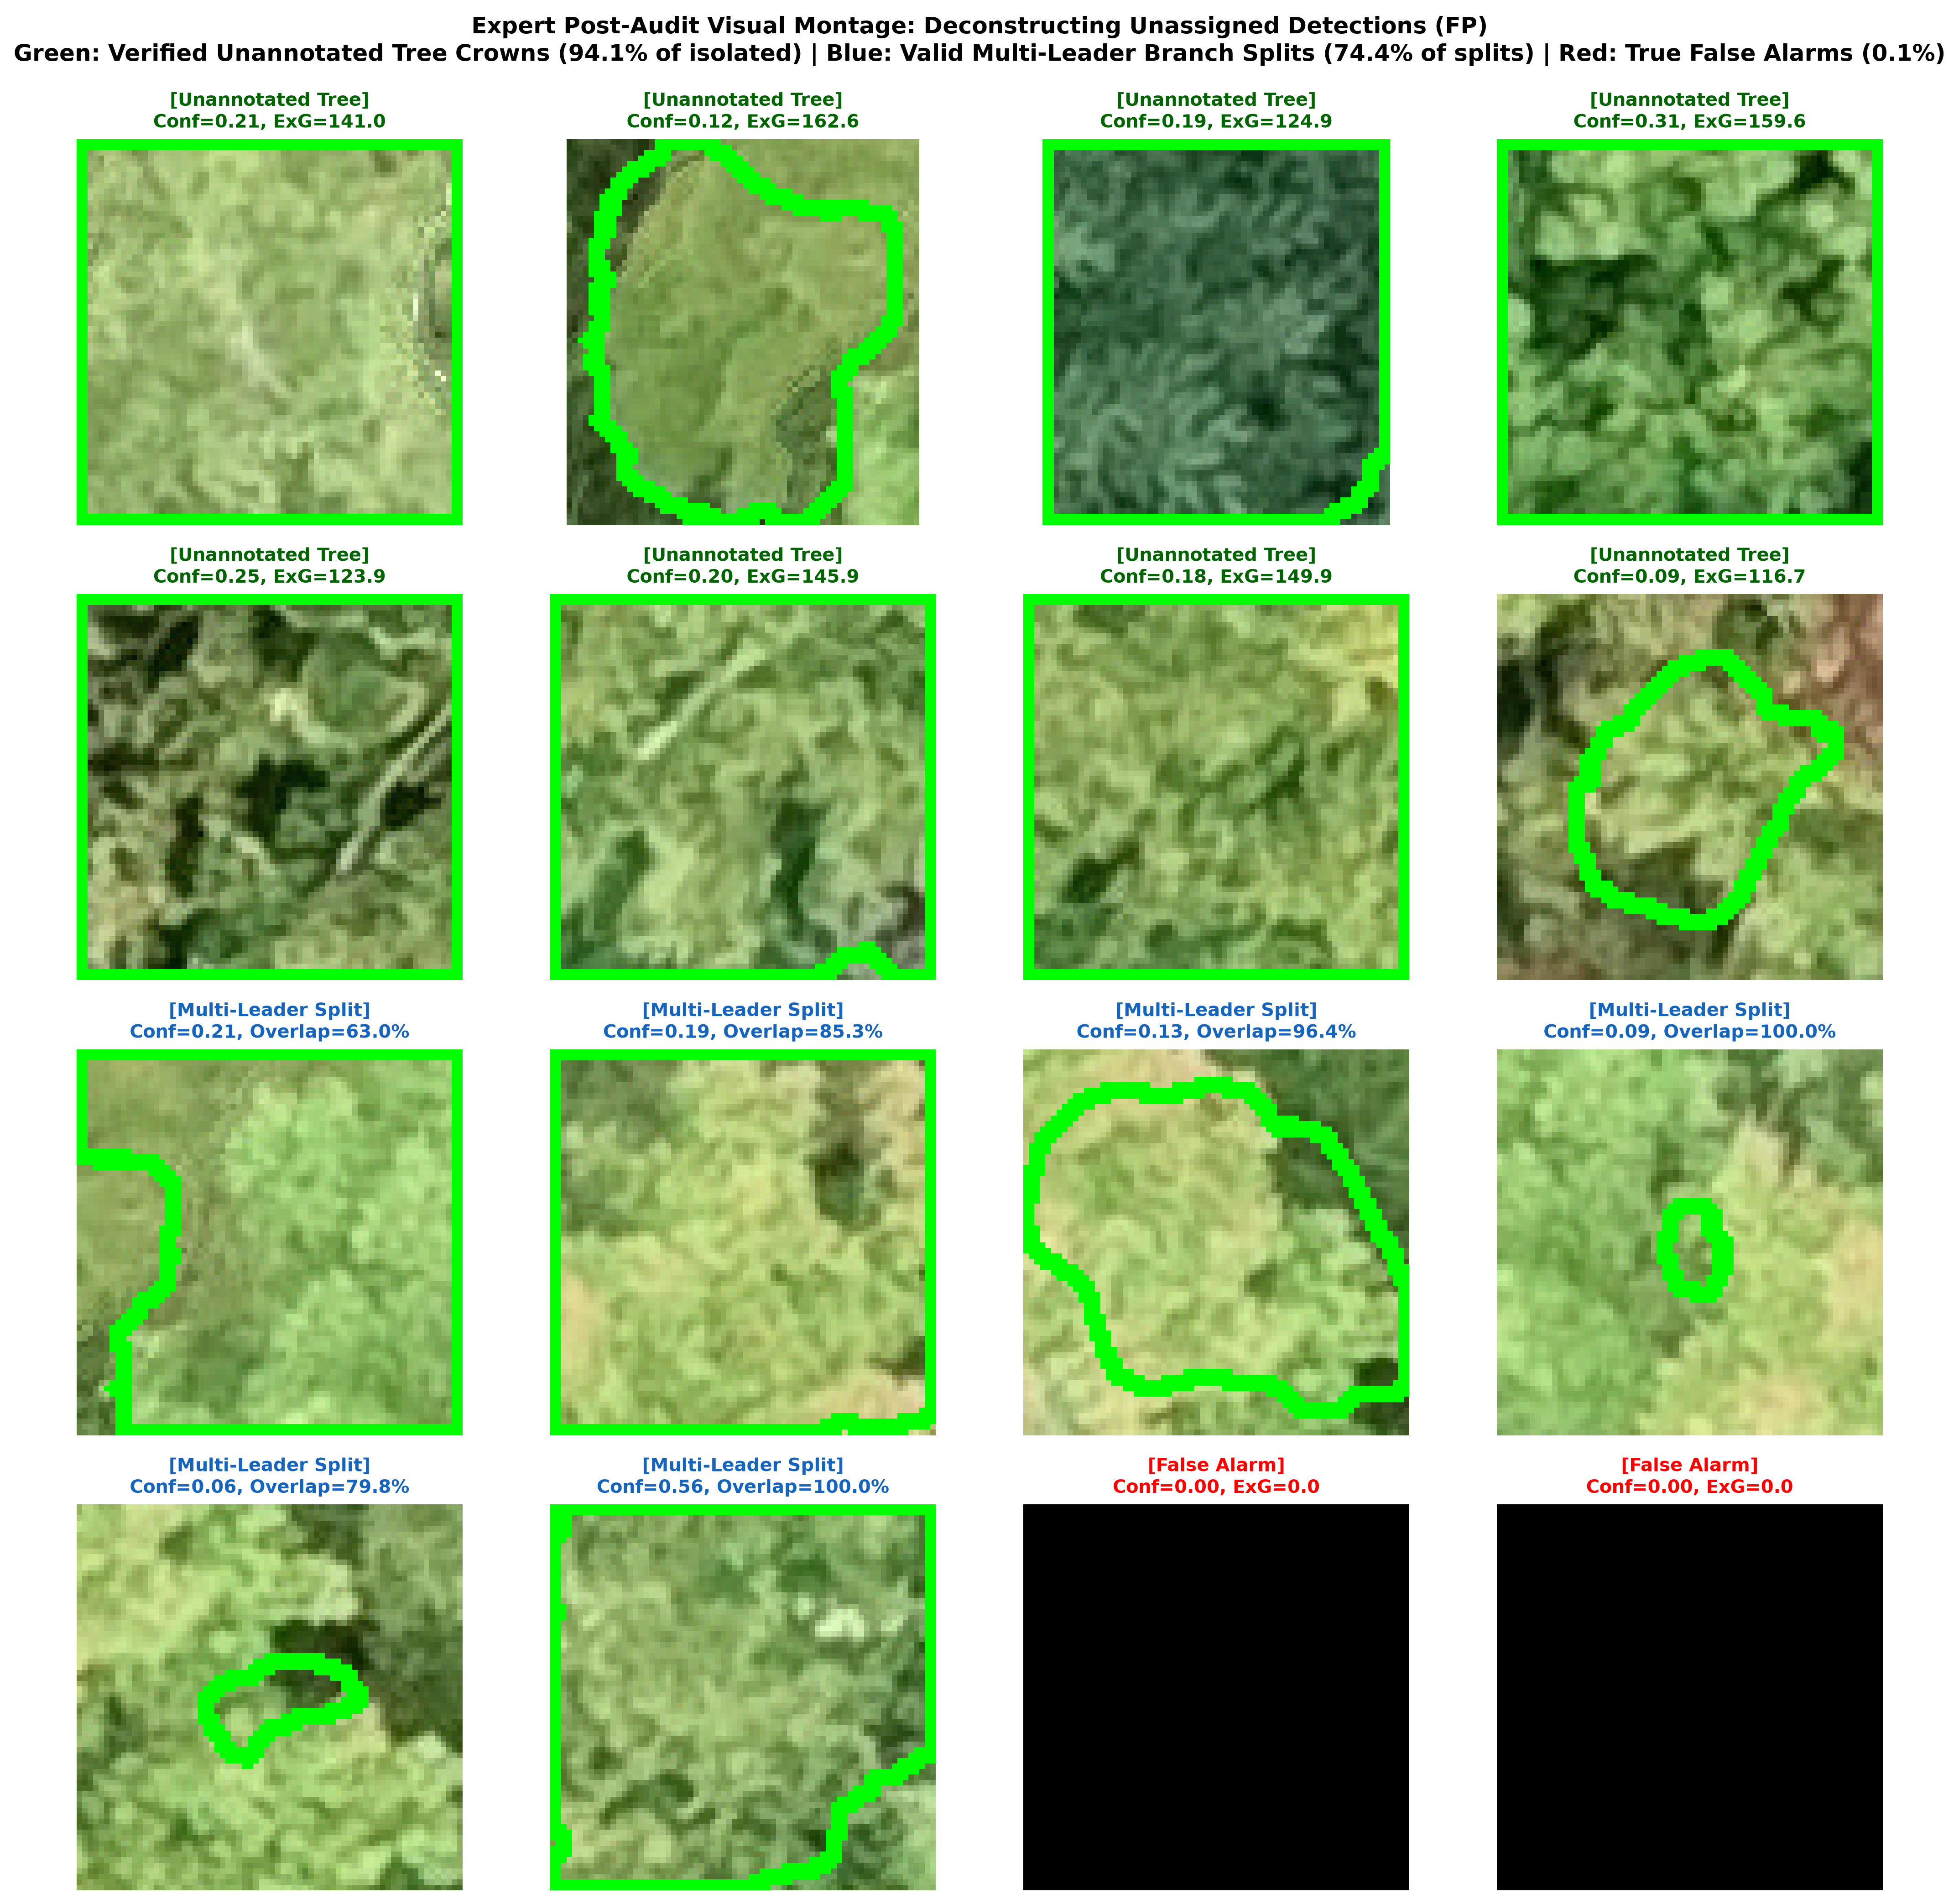 Expert Post-Audit Visual Montage: Deconstructing Unassigned Detections (FP)
Green: Verified Unannotated Tree Crowns (94.1% of isolated) | Blue: Valid Multi-Leader Branch Splits (74.4% of splits) | Red: True False Alarms (0.1%)
[Unannotated Tree]
Conf=0.21, ExG=141.0
[Unannotated Tree]
Conf=0.12, ExG=162.6
[Unannotated Tree]
Conf=0.19, ExG=124.9
[Unannotated Tree]
Conf=0.31, ExG=159.6
[Unannotated Tree]
Conf=0.25, ExG=123.9
[Unannotated Tree]
Conf=0.20, ExG=145.9
[Unannotated Tree]
Conf=0.18, ExG=149.9
[Unannotated Tree]
Conf=0.09, ExG=116.7
[Multi-Leader Split]
Conf=0.21, Overlap=63.0%
[Multi-Leader Split]
Conf=0.19, Overlap=85.3%
[Multi-Leader Split]
Conf=0.13, Overlap=96.4%
[Multi-Leader Split]
Conf=0.09, Overlap=100.0%
[Multi-Leader Split]
Conf=0.06, Overlap=79.8%
[Multi-Leader Split]
Conf=0.56, Overlap=100.0%
[False Alarm]
Conf=0.00, ExG=0.0
[False Alarm]
Conf=0.00, ExG=0.0